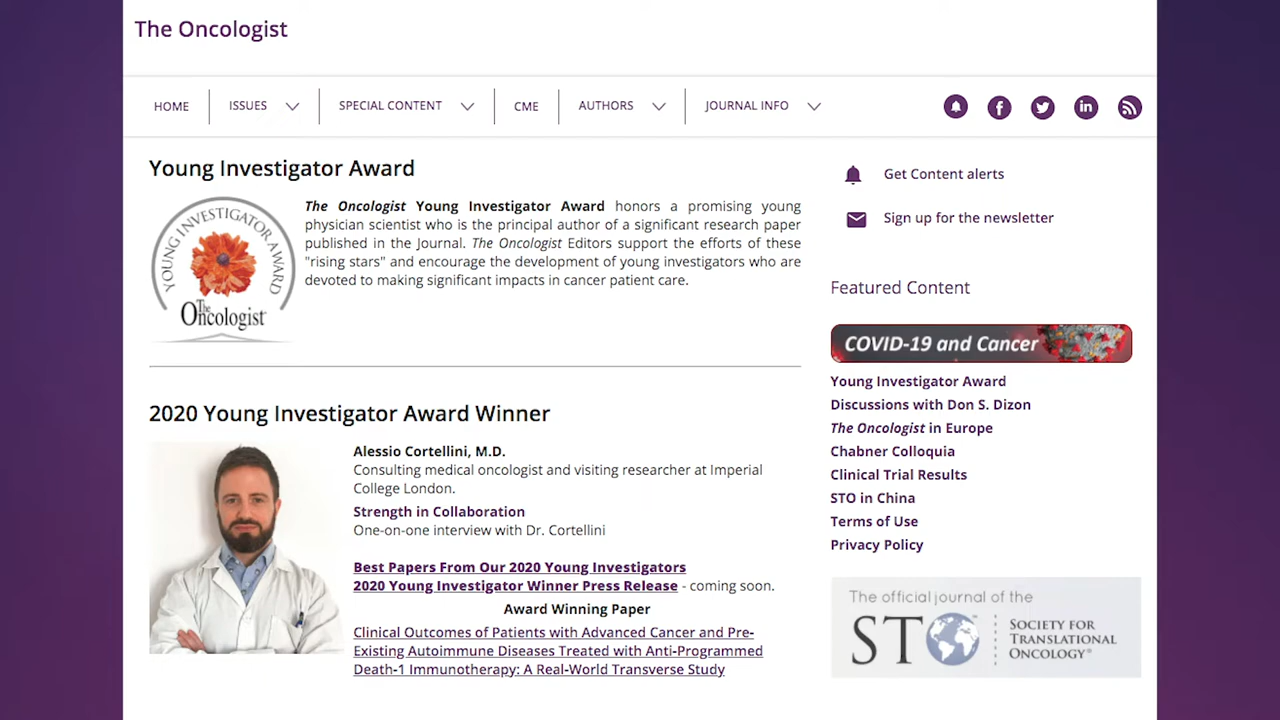 The Oncologist
HOME
ISSUES
SPECIAL CONTENT
CME
AUTHORS
JOURNAL INFO
Young Investigator Award
YOUNG INVESTIGATOR AWARD
The Oncologist
The Oncologist Young Investigator Award honors a promising young
physician scientist who is the principal author of a significant research paper
published in the Journal. The Oncologist Editors support the efforts of these
"rising stars" and encourage the development of young investigators who are
devoted to making significant impacts in cancer patient care.
2020 Young Investigator Award Winner
Alessio Cortellini, M.D.
Consulting medical oncologist and visiting researcher at Imperial
College London.
Strength in Collaboration
One-on-one interview with Dr. Cortellini
Best Papers From Our 2020 Young Investigators
2020 Young Investigator Winner Press Release - coming soon.
Award Winning Paper
Clinical Outcomes of Patients with Advanced Cancer and Pre-
Existing Autoimmune Diseases Treated with Anti-Programmed
Death-1 Immunotherapy: A Real-World Transverse Study
Get Content alerts
Sign up for the newsletter
Featured Content
COVID-19 and Cancer
Young Investigator Award
Discussions with Don S. Dizon
The Oncologist in Europe
Chabner Colloquia
Clinical Trial Results
STO in China
Terms of Use
Privacy Policy
The official journal of the
STO
SOCIETY FOR
TRANSLATIONAL
ONCOLOGY®